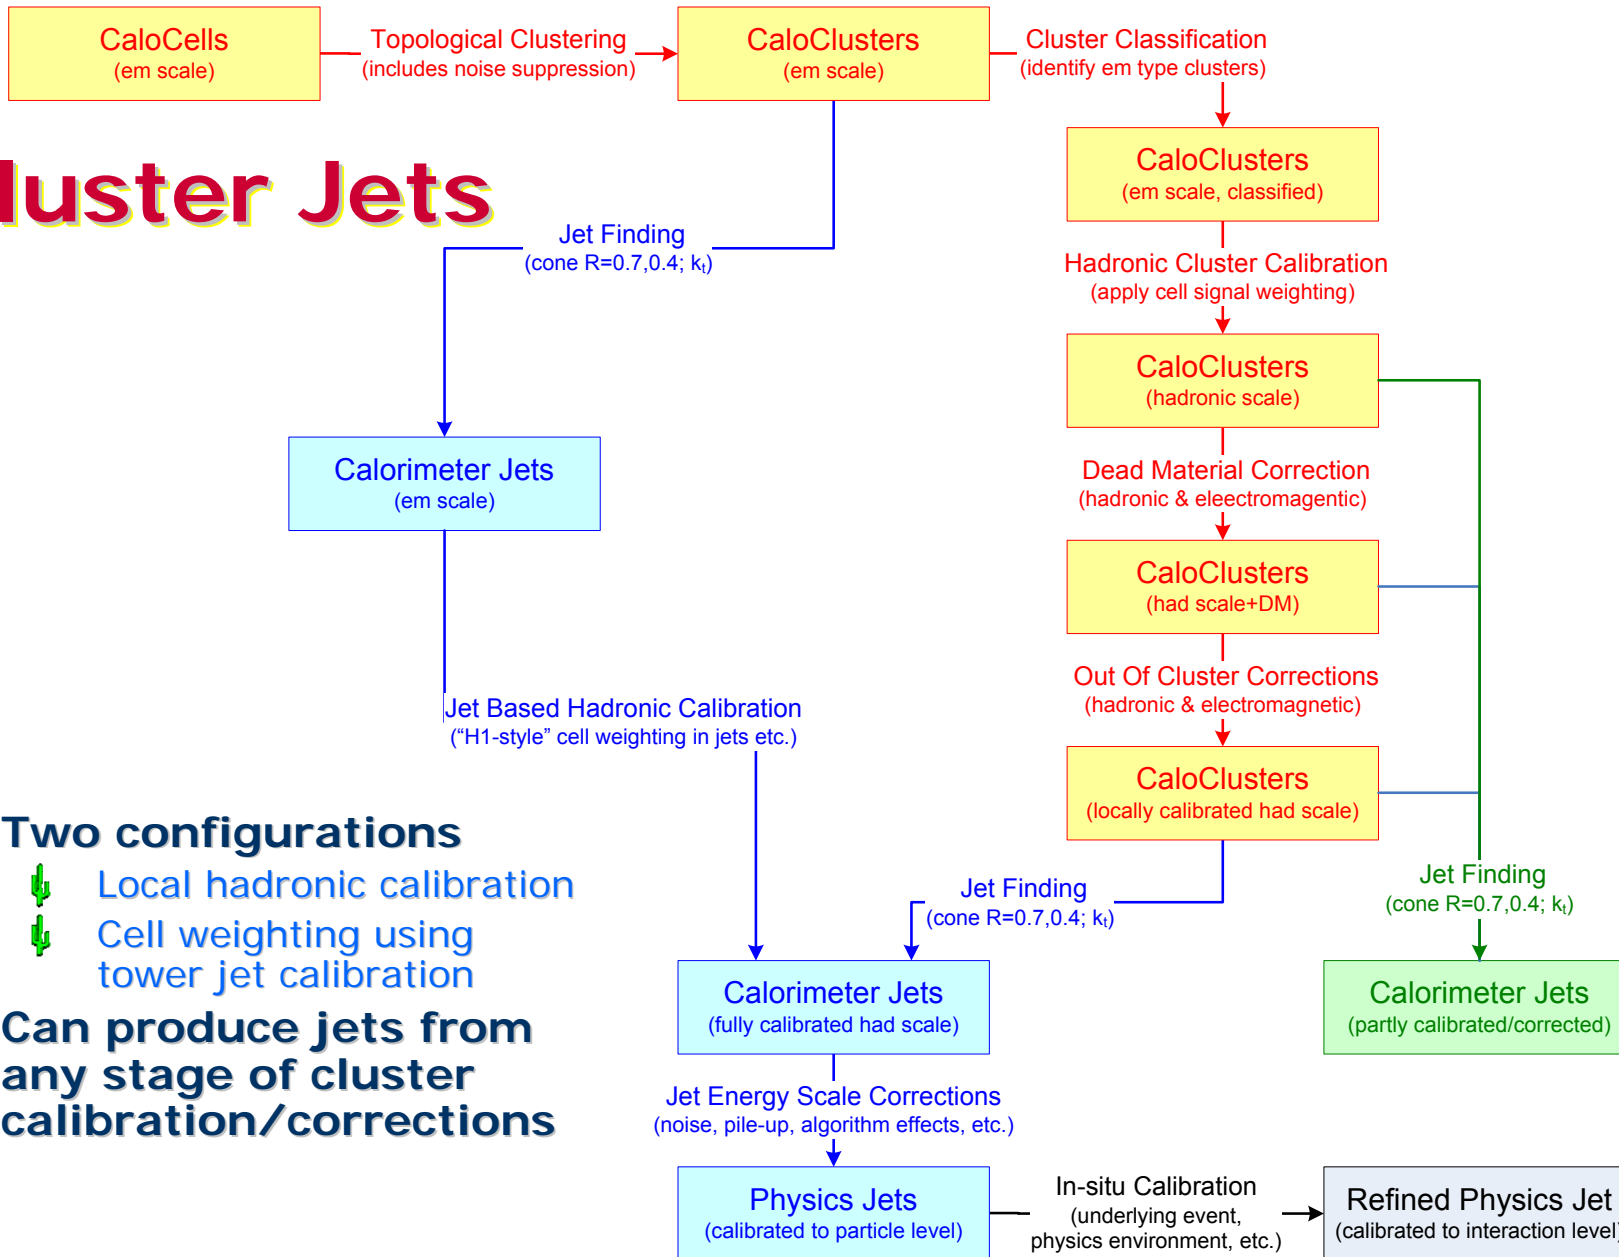 CaloCells
(em scale)
Topological Clustering
(includes noise suppression)
CaloClusters
(em scale)
Cluster Classification
(identify em type clusters)
luster Jets
CaloClusters
(em scale, classified)
Jet Finding
(cone R=0.7,0.4; kt)
Hadronic Cluster Calibration
(apply cell signal weighting)
CaloClusters
(hadronic scale)
Calorimeter Jets
(em scale)
Dead Material Correction
(hadronic & eleectromagentic)
CaloClusters
(had scale+DM)
Out Of Cluster Corrections
(hadronic & electromagnetic)
Jet Based Hadronic Calibration
(“H1-style” cell weighting in jets etc.)
CaloClusters
(locally calibrated had scale)
Two configurations
Local hadronic calibration
Cell weighting using
tower jet calibration
Can produce jets from
any stage of cluster
calibration/corrections
Jet Finding
(cone R=0.7,0.4; kt)
Jet Finding
(cone R=0.7,0.4; kt)
Calorimeter Jets
(fully calibrated had scale)
Calorimeter Jets
(partly calibrated/corrected)
Jet Energy Scale Corrections
(noise, pile-up, algorithm effects, etc.)
Physics Jets
(calibrated to particle level)
In-situ Calibration
(underlying event,
physics environment, etc.)
Refined Physics Jet
(calibrated to interaction level)